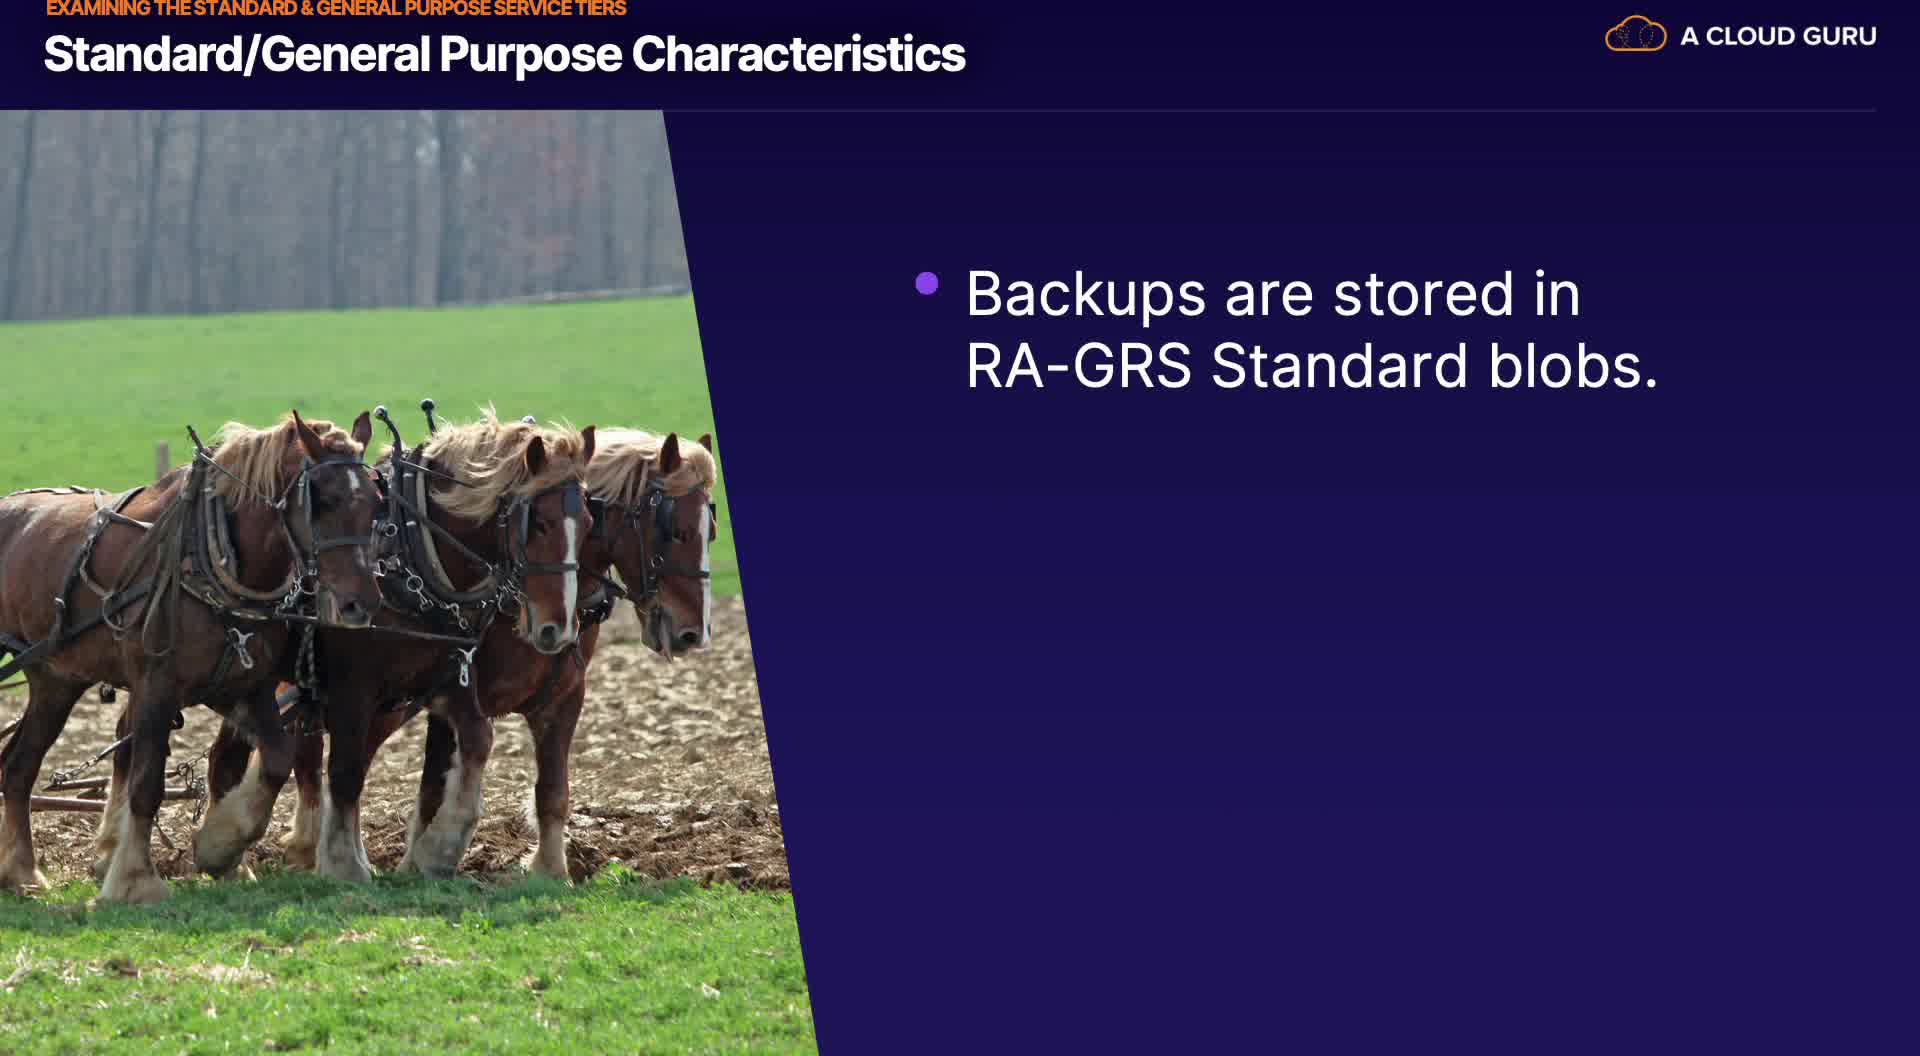 EXAMINING THE STANDARD & GENERAL PURPOSE SERVICE TIERS
Standard/General Purpose Characteristics
A CLOUD GURU
Backups are stored in
RA-GRS Standard blobs.